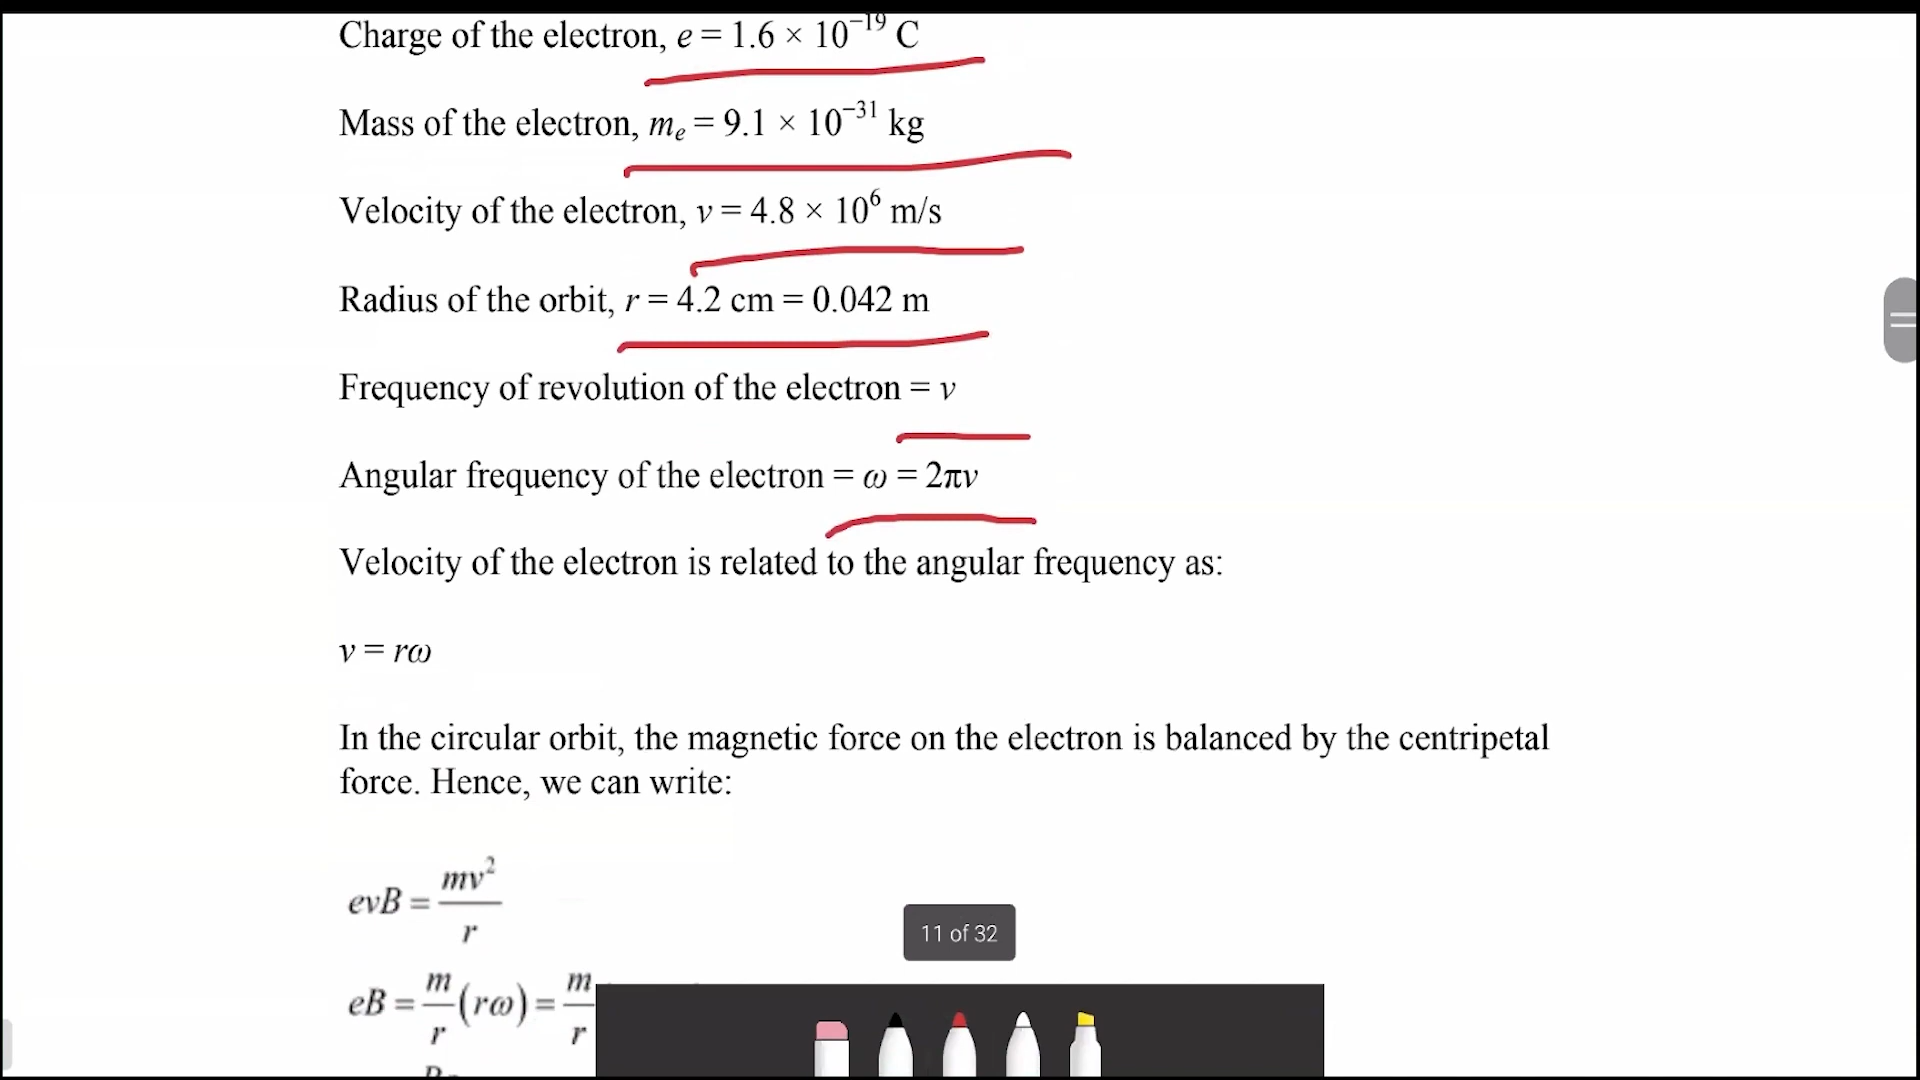 Charge of the electron, e = 1.6 × 10⁻¹⁹ C
Mass of the electron, mₑ = 9.1 × 10⁻³¹ kg
Velocity of the electron, v = 4.8 × 10⁶ m/s
Radius of the orbit, r = 4.2 cm = 0.042 m
Frequency of revolution of the electron = ν
Angular frequency of the electron = ω = 2πν
Velocity of the electron is related to the angular frequency as:
v = rω
In the circular orbit, the magnetic force on the electron is balanced by the centripetal
force. Hence, we can write:
evB = mv²/r
eB = m/r (rω) = m/r
11 of 32